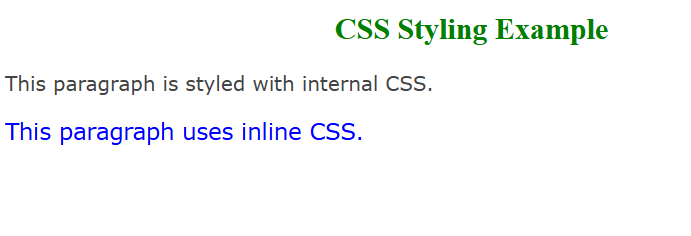 CSS Styling Example
This paragraph is styled with internal CSS.
This paragraph uses inline CSS.